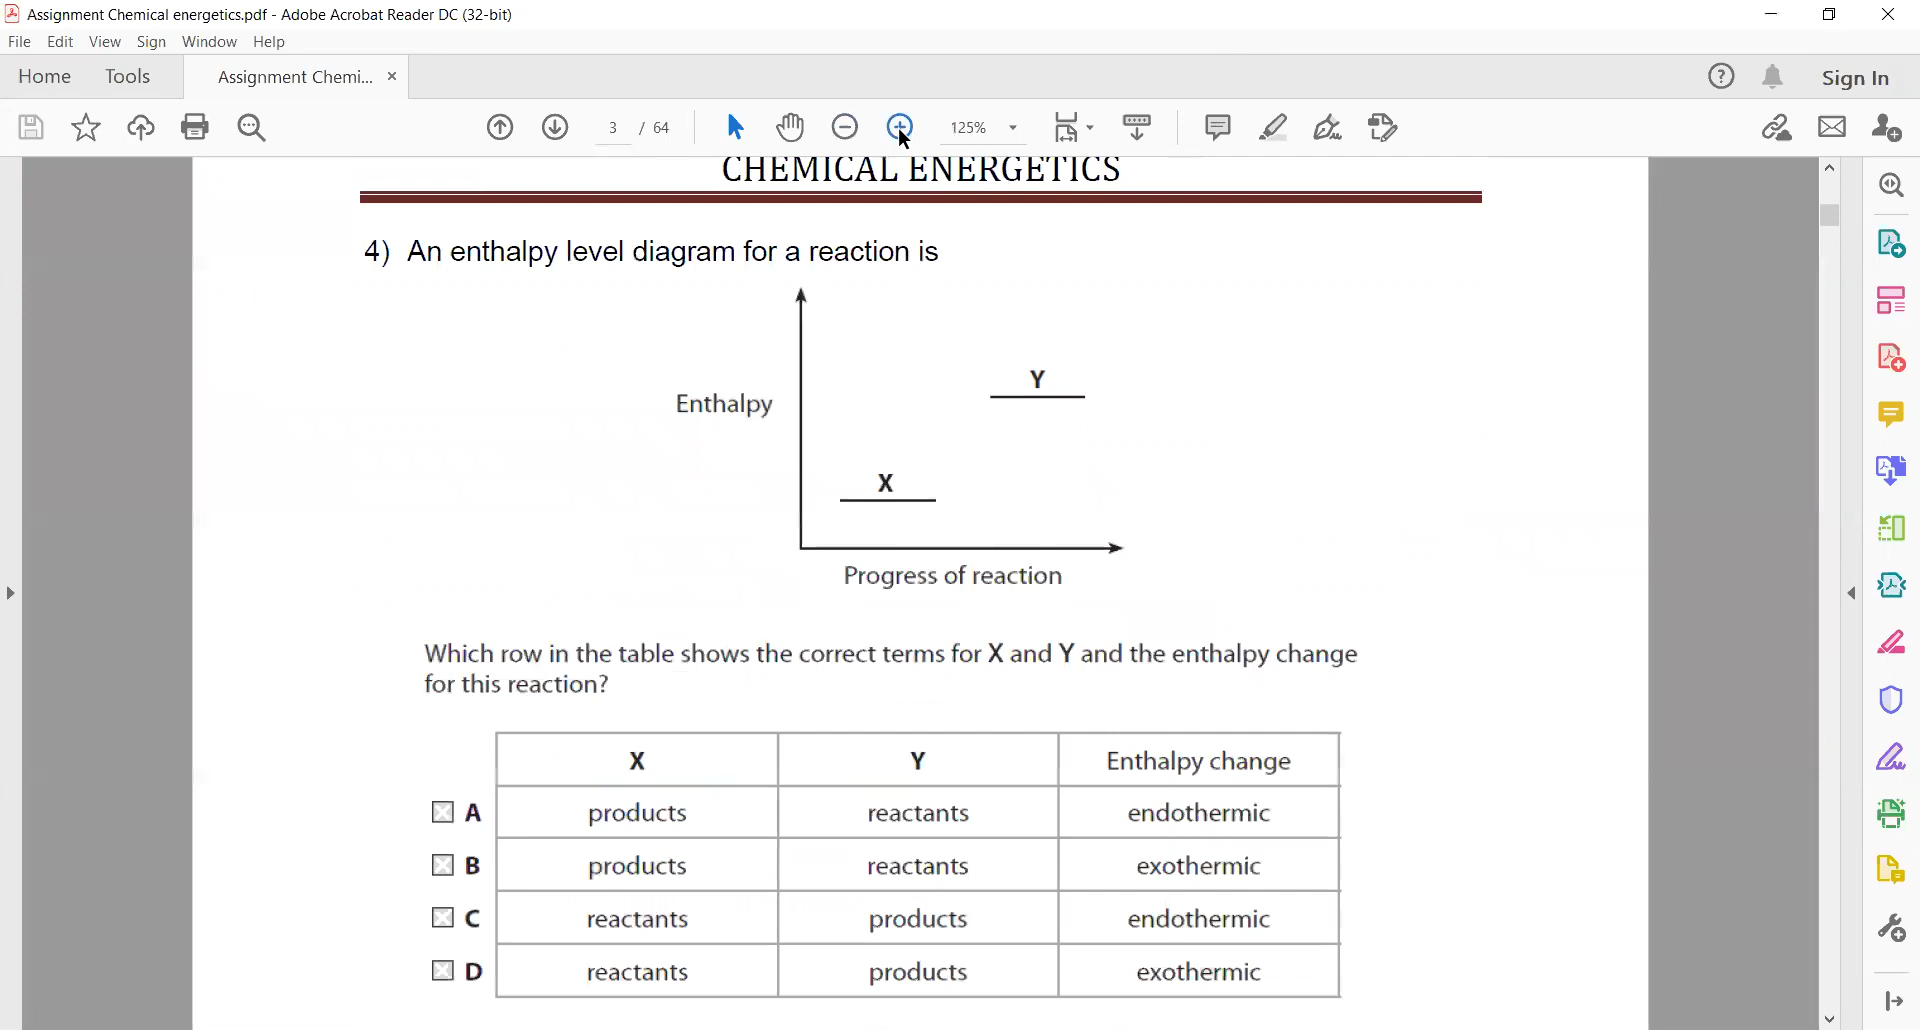 Assignment Chemical energetics.pdf - Adobe Acrobat Reader DC (32-bit)
File Edit View Sign Window Help
Home Tools Assignment Chemi... × Sign In
3 / 64 125%
CHEMICAL ENERGETICS
4) An enthalpy level diagram for a reaction is
Y
Enthalpy
X
Progress of reaction
Which row in the table shows the correct terms for X and Y and the enthalpy change
for this reaction?
X Y Enthalpy change
A products reactants endothermic
B products reactants exothermic
C reactants products endothermic
D reactants products exothermic